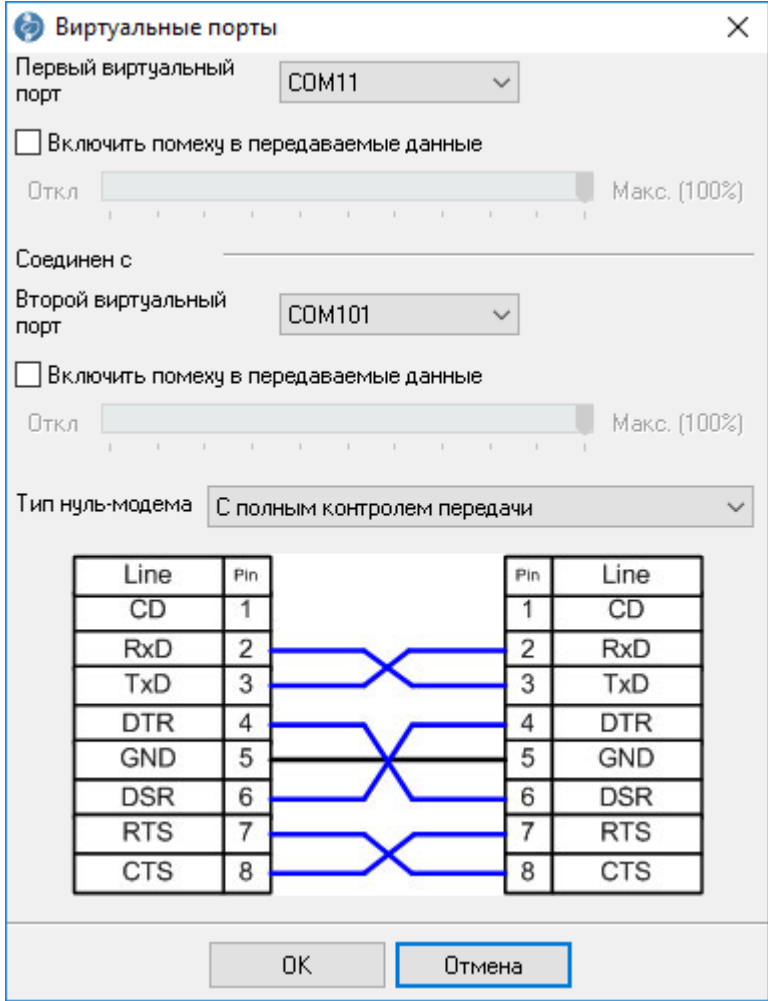 Виртуальные порты
Первый виртуальный
порт
COM11
Включить помеху в передаваемые данные
Откл
Макс. (100%)
Соединен с
Второй виртуальный
порт
COM101
Включить помеху в передаваемые данные
Откл
Макс. (100%)
Тип нуль-модема
С полным контролем передачи
Line Pin Pin Line
CD 1 1 CD
RxD 2 2 RxD
TxD 3 3 TxD
DTR 4 4 DTR
GND 5 5 GND
DSR 6 6 DSR
RTS 7 7 RTS
CTS 8 8 CTS
OK Отмена